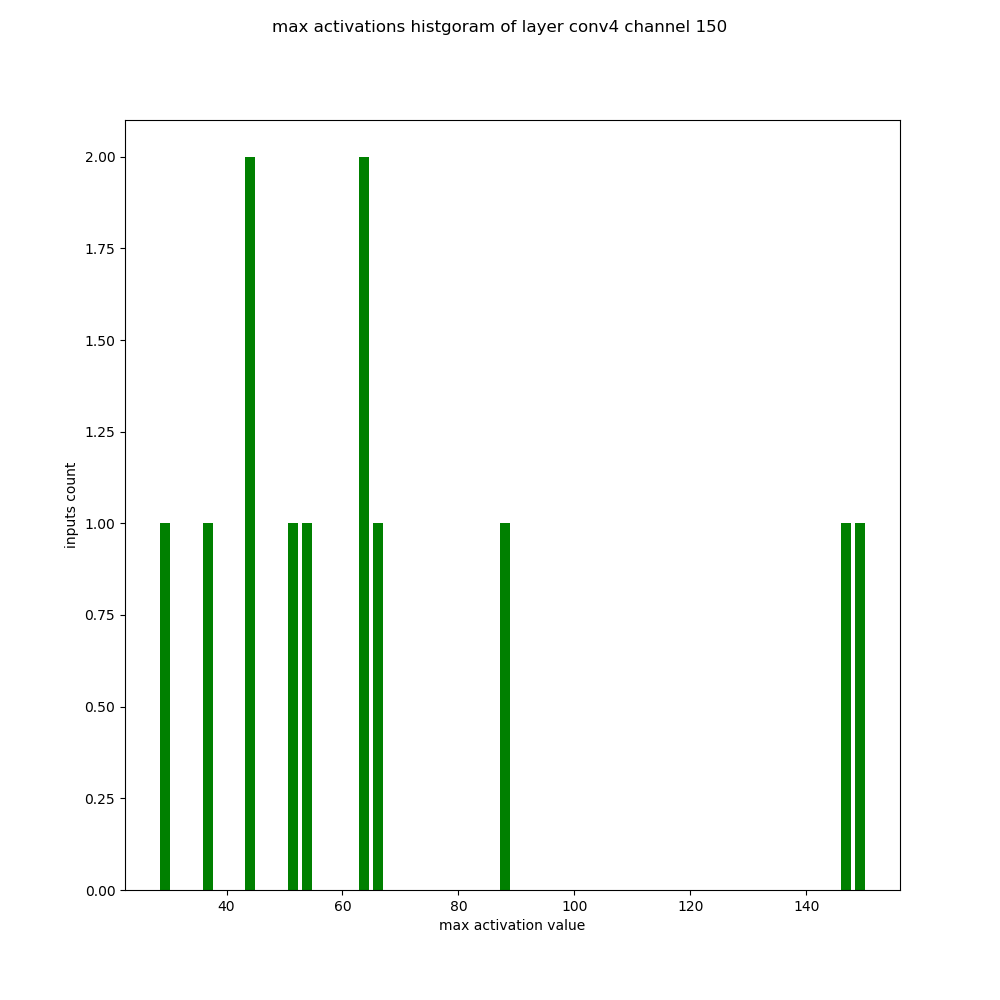 max activations histgoram of layer conv4 channel 150
2.00
1.75
1.50
1.25
1.00
0.75
0.50
0.25
0.00
inputs count
40 60 80 100 120 140
max activation value